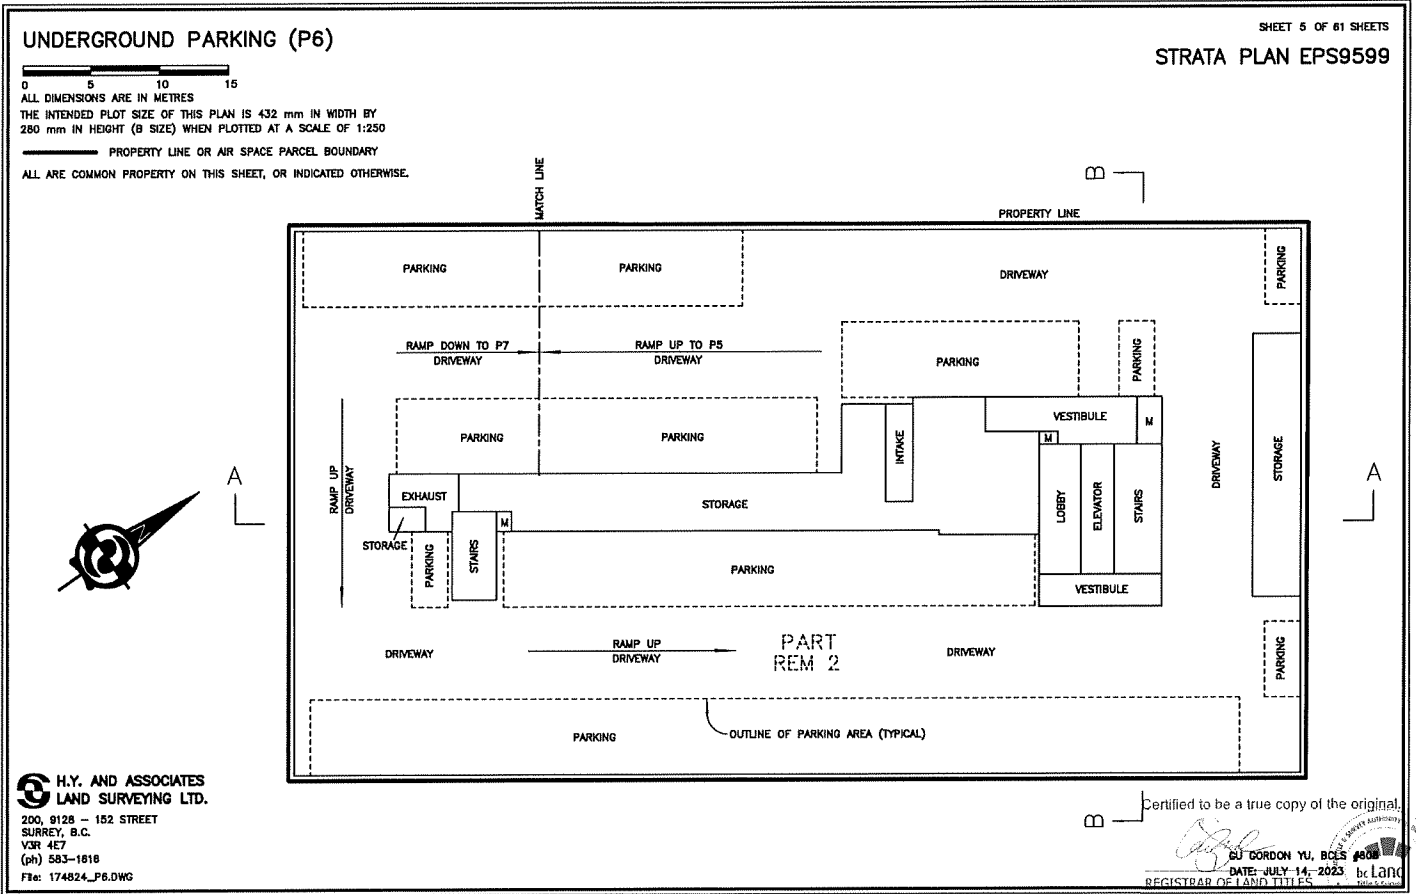 UNDERGROUND PARKING (P6)
SHEET 5 OF 61 SHEETS
STRATA PLAN EPS9599
0 5 10 15
ALL DIMENSIONS ARE IN METRES
THE INTENDED PLOT SIZE OF THIS PLAN IS 432 mm IN WIDTH BY
280 mm IN HEIGHT (B SIZE) WHEN PLOTTED AT A SCALE OF 1:250
PROPERTY LINE OR AIR SPACE PARCEL BOUNDARY
ALL ARE COMMON PROPERTY ON THIS SHEET, OR INDICATED OTHERWISE.
MATCH LINE
B
PROPERTY LINE
PARKING
PARKING
DRIVEWAY
PARKING
RAMP DOWN TO P7
DRIVEWAY
RAMP UP TO P5
DRIVEWAY
PARKING
PARKING
PARKING
PARKING
RAMP UP
DRIVEWAY
INTAKE
VESTIBULE
M
M
DRIVEWAY
STORAGE
A
A
EXHAUST
STORAGE
STORAGE
M
LOBBY
ELEVATOR
STAIRS
PARKING
STAIRS
PARKING
VESTIBULE
DRIVEWAY
RAMP UP
DRIVEWAY
PART
REM 2
DRIVEWAY
PARKING
PARKING
OUTLINE OF PARKING AREA (TYPICAL)
H.Y. AND ASSOCIATES
LAND SURVEYING LTD.
200, 9128 - 152 STREET
SURREY, B.C.
V3R 4E7
(ph) 583-1616
File: 174824_P6.DWG
B
Certified to be a true copy of the original.
GU GORDON YU, BCLS #808
DATE: JULY 14, 2023
REGISTRAR OF LAND TITLES
bc Land